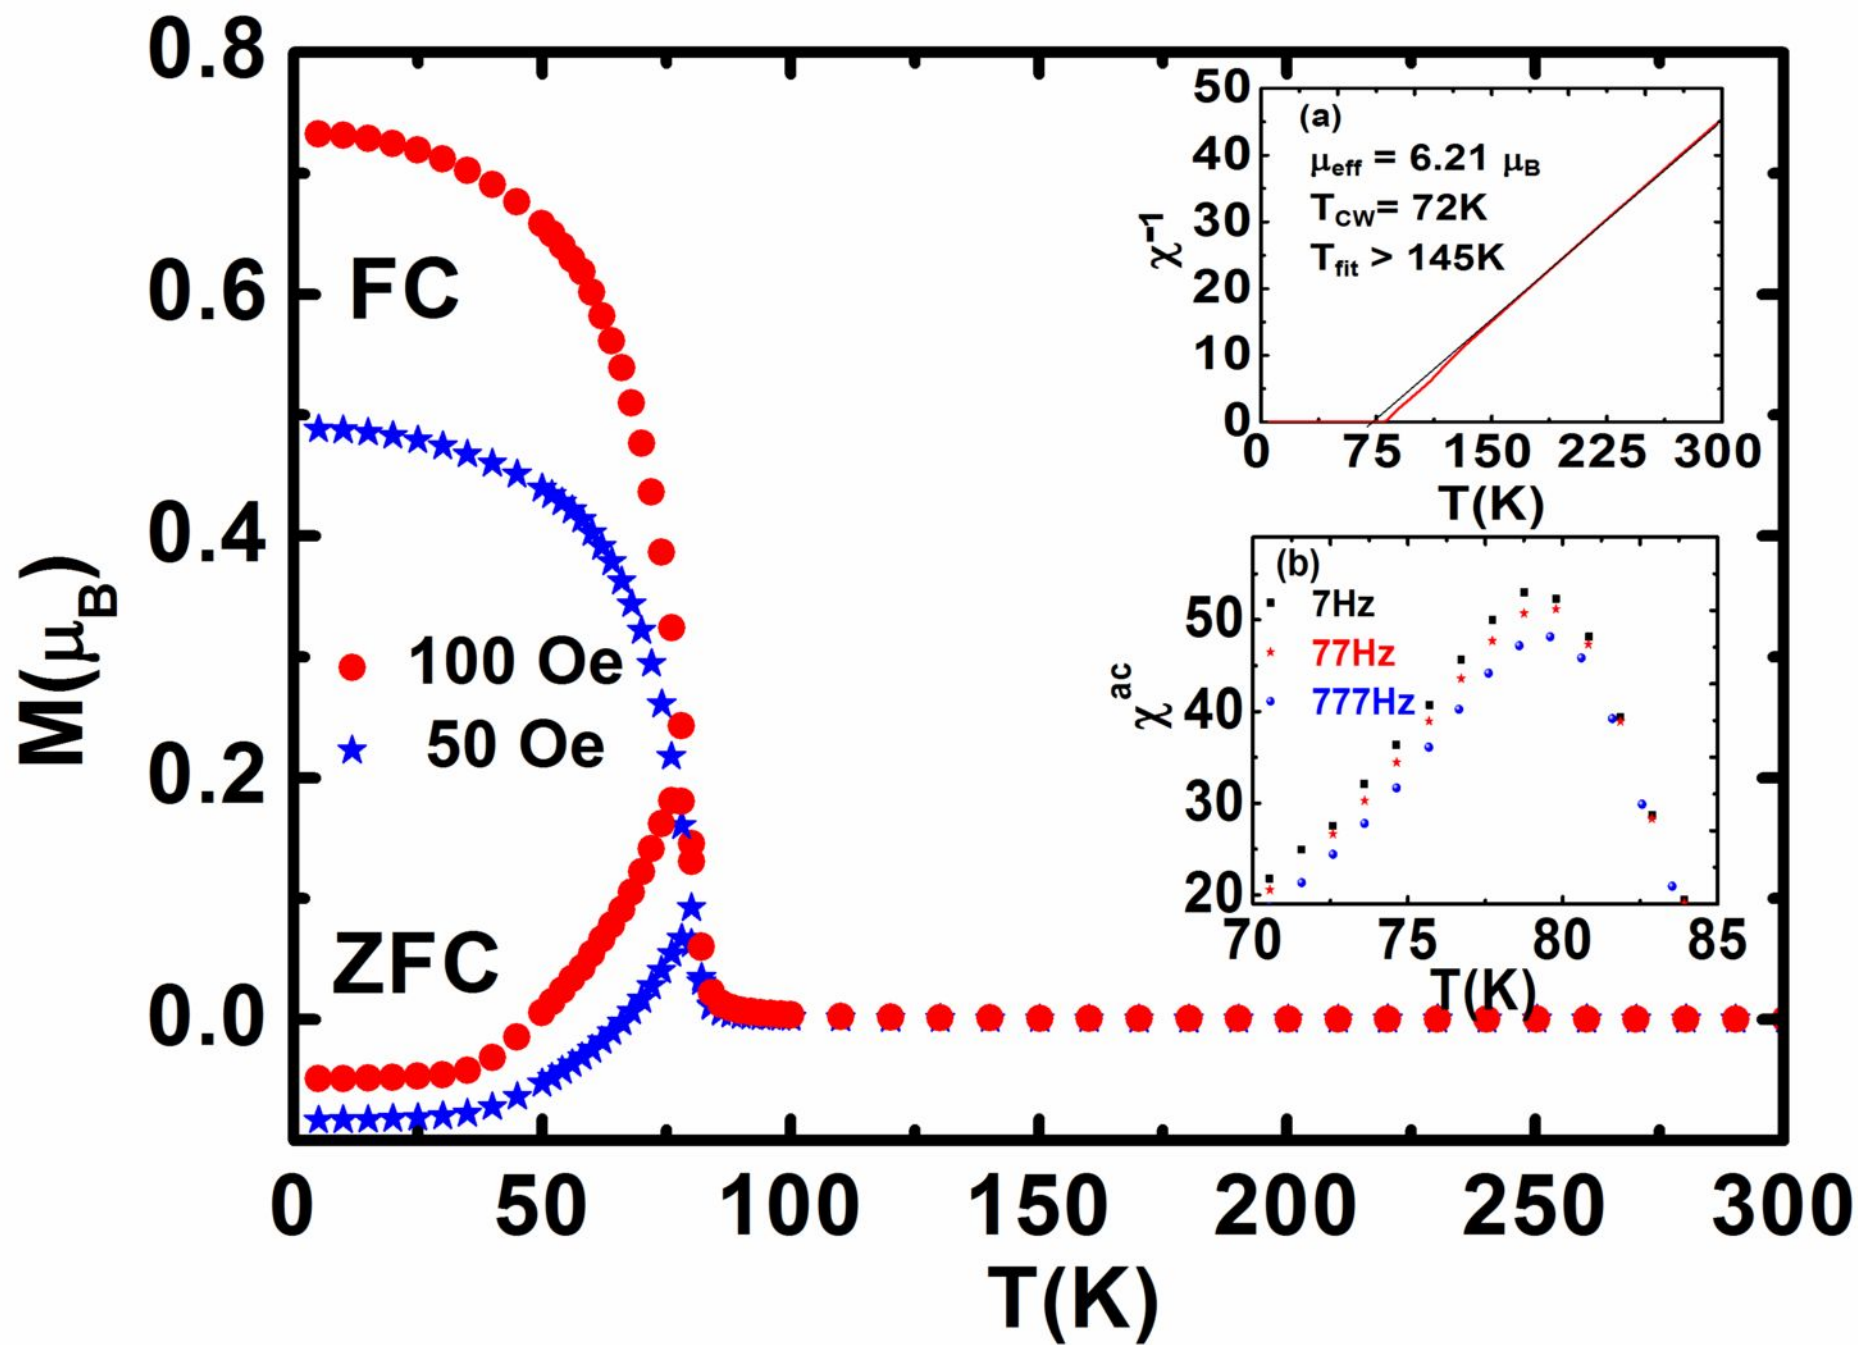 0.8
0.6
0.4
0.2
0.0
M(μB)
FC
100 Oe
50 Oe
ZFC
0 50 100 150 200 250 300
T(K)
(a)
μeff = 6.21 μB
TCW= 72K
Tfit > 145K
50
40
30
20
10
0
χ-1
0 75 150 225 300
T(K)
(b)
7Hz
77Hz
777Hz
50
40
30
20
χac
70 75 80 85
T(K)